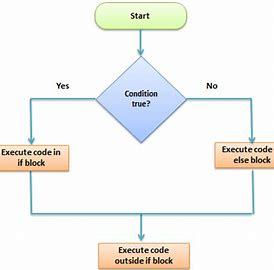 Start
Yes
No
Condition
true?
Execute code in
if block
Execute code
else block
Execute code
outside if block